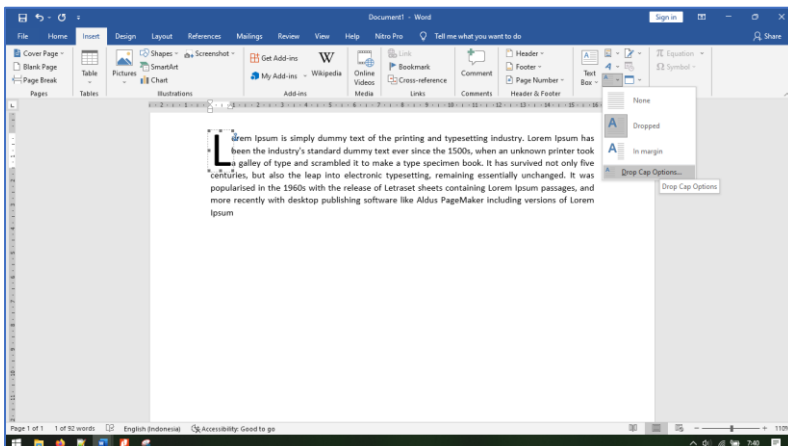 Document1 - Word
Sign in
File Home Insert Design Layout References Mailings Review View Help Nitro Pro Tell me what you want to do Share
Cover Page
Blank Page
Page Break
Pages
Table
Tables
Pictures
Shapes
SmartArt
Chart
Screenshot
Illustrations
Get Add-ins
My Add-ins
Wikipedia
Add-ins
Online Videos
Media
Link
Bookmark
Cross-reference
Links
Comment
Comments
Header
Footer
Page Number
Header & Footer
Text Box
Equation
Symbol
None
Dropped
In margin
Drop Cap Options...
Drop Cap Options
Lorem Ipsum is simply dummy text of the printing and typesetting industry. Lorem Ipsum has
been the industry's standard dummy text ever since the 1500s, when an unknown printer took
a galley of type and scrambled it to make a type specimen book. It has survived not only five
centuries, but also the leap into electronic typesetting, remaining essentially unchanged. It was
popularised in the 1960s with the release of Letraset sheets containing Lorem Ipsum passages, and
more recently with desktop publishing software like Aldus PageMaker including versions of Lorem
Ipsum
Page 1 of 1 1 of 92 words English (Indonesia) Accessibility: Good to go 110%
7:40